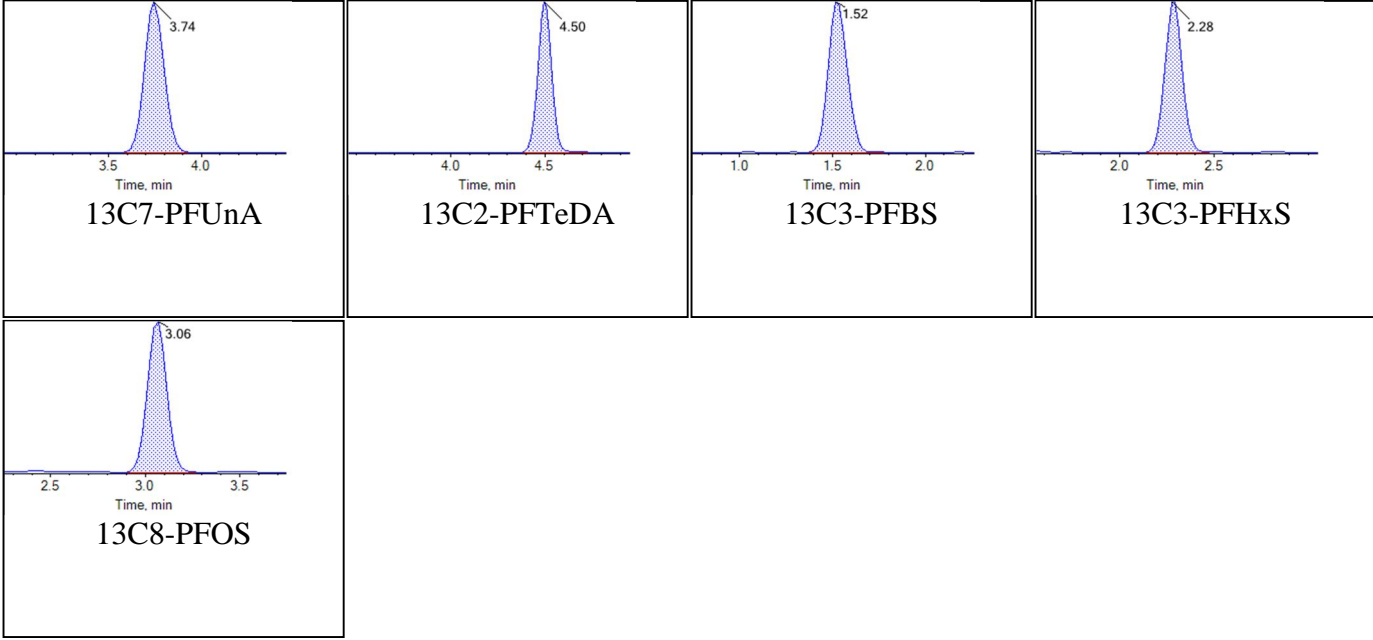 3.74
3.5 4.0
Time, min
13C7-PFUnA
4.50
4.0 4.5
Time, min
13C2-PFTeDA
1.52
1.0 1.5 2.0
Time, min
13C3-PFBS
2.28
2.0 2.5
Time, min
13C3-PFHxS
3.06
2.5 3.0 3.5
Time, min
13C8-PFOS